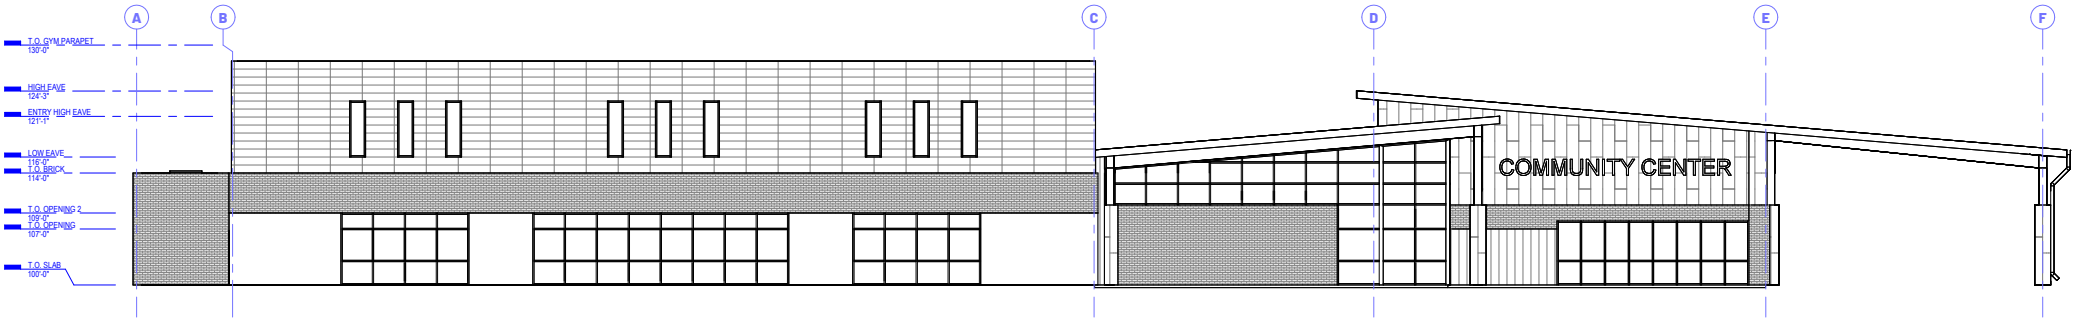 A B C D E F
T.O. GYM PARAPET
130'-0"
HIGH EAVE
124'-3"
ENTRY HIGH EAVE
121'-1"
LOW EAVE
116'-0"
T.O. BRICK
114'-0"
T.O. OPENING 2
109'-0"
T.O. OPENING
107'-0"
T.O. SLAB
100'-0"
COMMUNITY CENTER